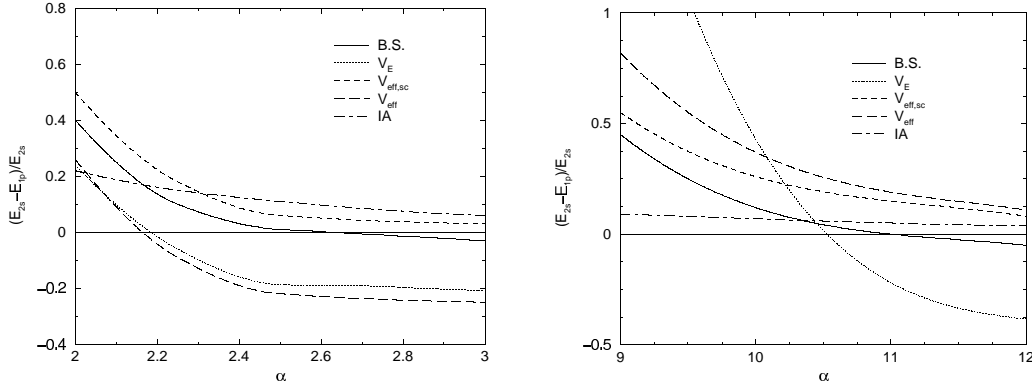 0.8
0.6
0.4
0.2
0
−0.2
−0.4
(E2s−E1p)/E2s
2
2.2
2.4
2.6
2.8
3
α
B.S.
VE
Veff,sc
Veff
IA
1
0.5
0
−0.5
(E2s−E1p)/E2s
9
10
11
12
α
B.S.
VE
Veff,sc
Veff
IA